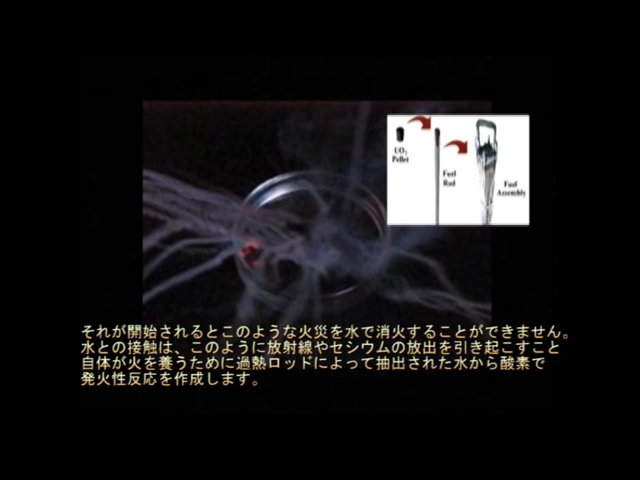 UO₂
Pellet
Fuel
Rod
Fuel
Assembly
それが開始されるとこのような火災を水で消火することができません。
水との接触は、このように放射線やセシウムの放出を引き起こすこと
自体が火を養うために過熱ロッドによって抽出された水から酸素で
発火性反応を作成します。